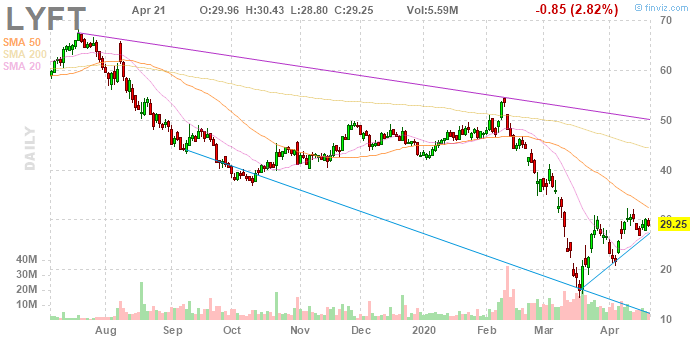 LYFT
Apr 21 O:29.96 H:30.43 L:28.80 C:29.25 Vol:5.59M -0.85 (2.82%)
© finviz.com
SMA 50
SMA 200
SMA 20
DAILY
70
60
50
40
30
29.25
20
10
40M
30M
20M
10M
Aug Sep Oct Nov Dec 2020 Feb Mar Apr